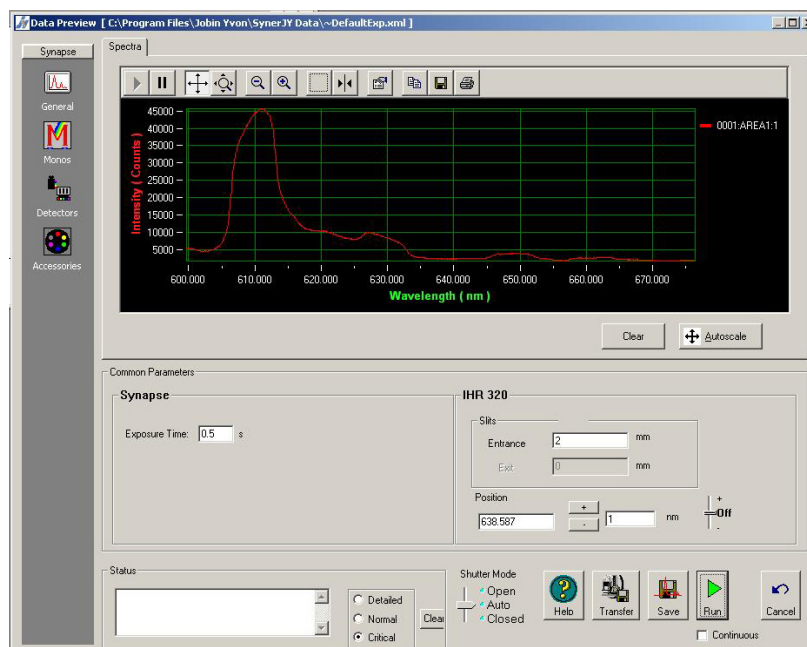 Data Preview [ C:\Program Files\Jobin Yvon\SynerJY Data\~DefaultExp.xml ]
Synapse
General
Monos
Detectors
Accessories
Spectra
45000
40000
35000
30000
25000
20000
15000
10000
5000
Intensity ( Counts )
0001:AREA1:1
600.000 610.000 620.000 630.000 640.000 650.000 660.000 670.000
Wavelength ( nm )
Clear
Autoscale
Common Parameters
Synapse
Exposure Time: 0.5 s
IHR 320
Slits
Entrance 2 mm
Exit 0 mm
Position
638.587 + - 1 nm + Off -
Status
Detailed
Normal
Critical
Clear
Shutter Mode
Open
Auto
Closed
Help
Transfer
Save
Run
Cancel
Continuous